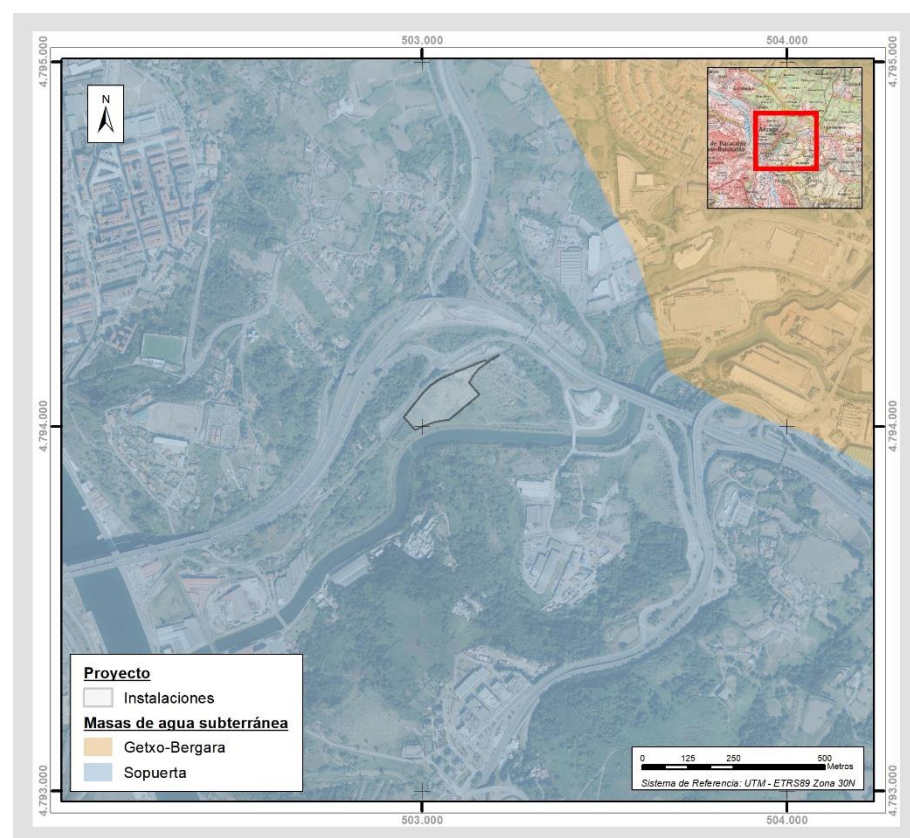 503.000
504.000
4.795.000
4.795.000
N
4.794.000
4.794.000
Proyecto
Instalaciones
Masas de agua subterránea
Getxo-Bergara
Sopuerta
0 125 250 500
Metros
Sistema de Referencia: UTM - ETRS89 Zona 30N
4.793.000
4.793.000
503.000
504.000